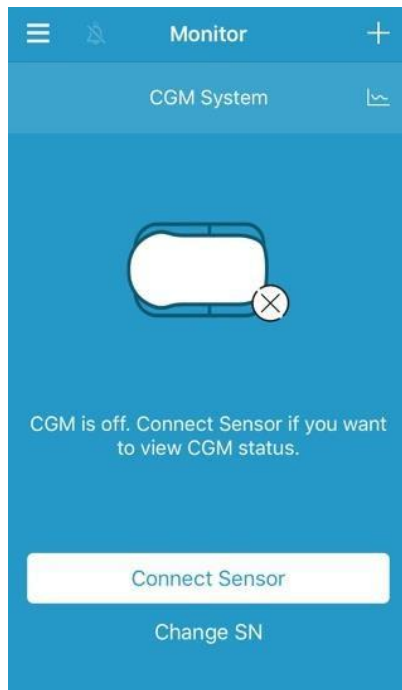 Monitor
CGM System
CGM is off. Connect Sensor if you want
to view CGM status.
Connect Sensor
Change SN